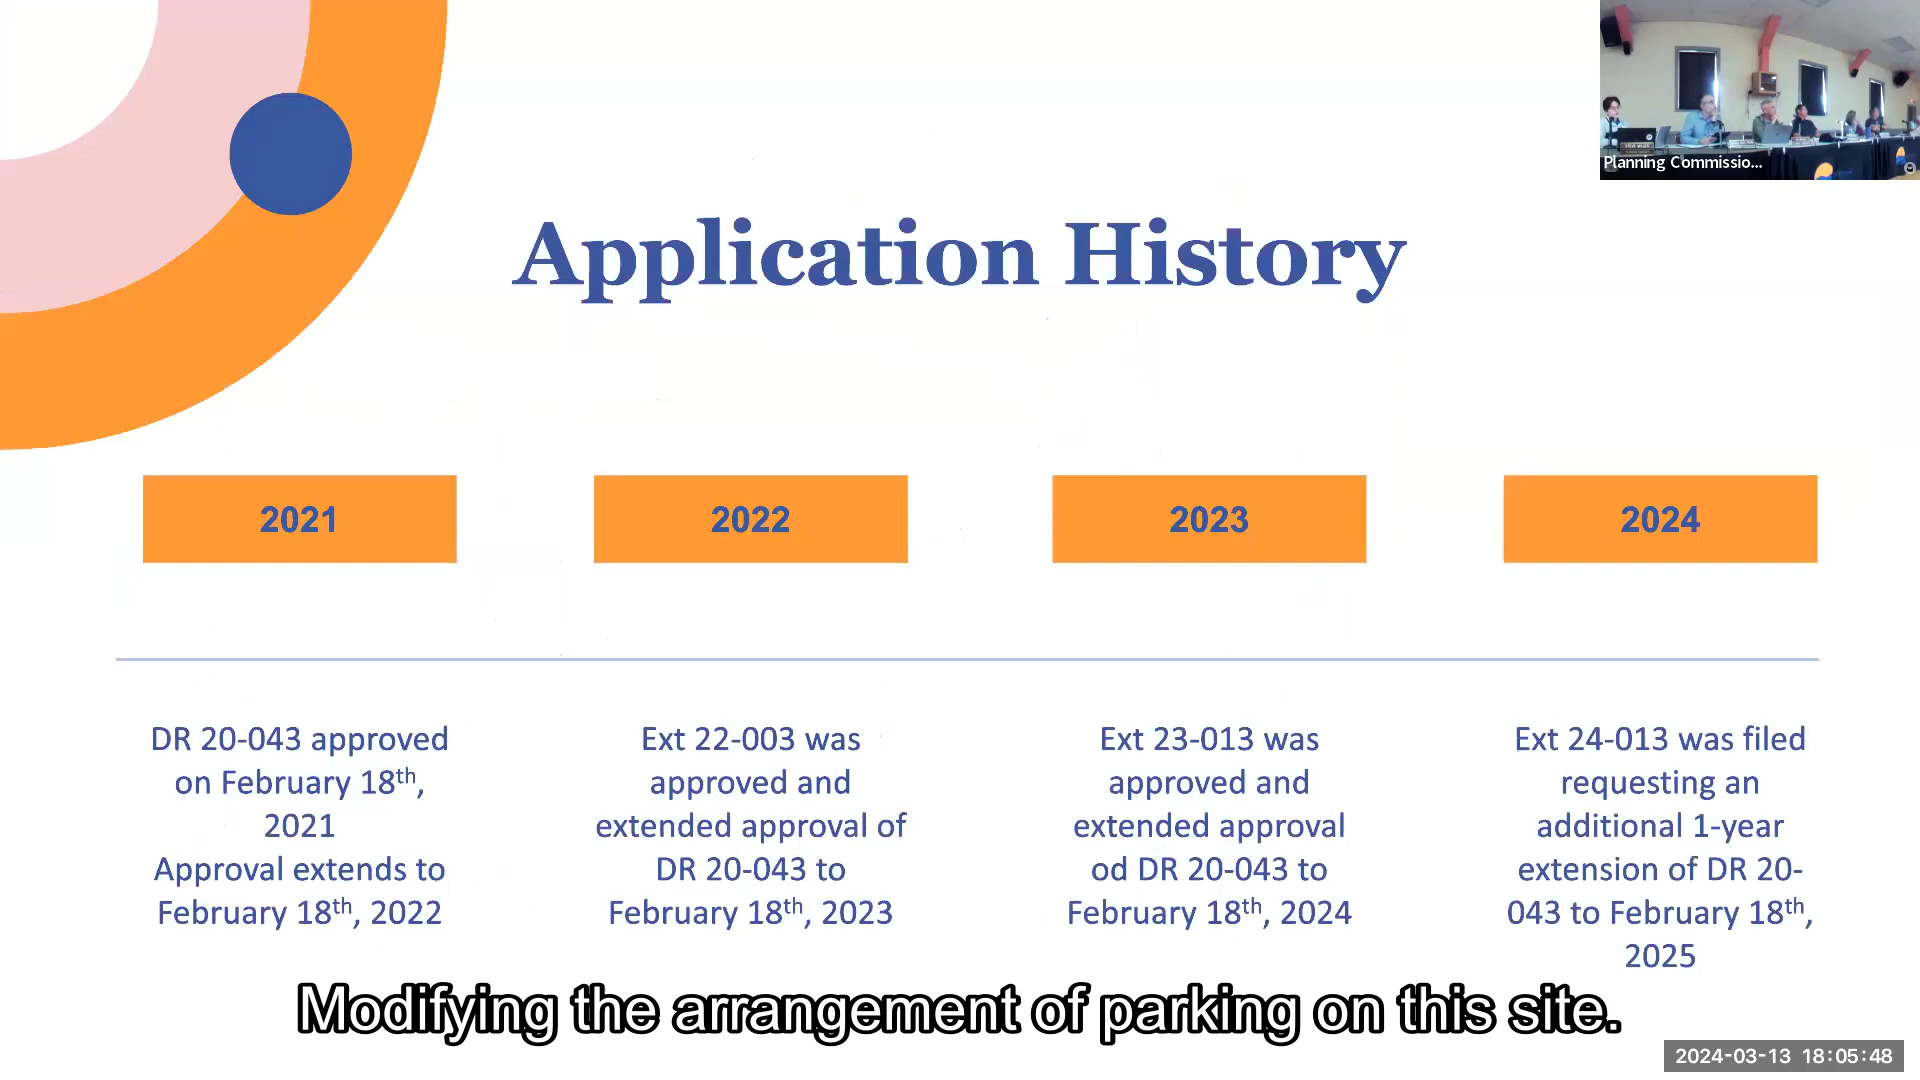 Planning Commissio...
Application History
2021
2022
2023
2024
DR 20-043 approved
on February 18th,
2021
Approval extends to
February 18th, 2022
Ext 22-003 was
approved and
extended approval of
DR 20-043 to
February 18th, 2023
Ext 23-013 was
approved and
extended approval
od DR 20-043 to
February 18th, 2024
Ext 24-013 was filed
requesting an
additional 1-year
extension of DR 20-
043 to February 18th,
2025
Modifying the arrangement of parking on this site.
2024-03-13 18:05:48